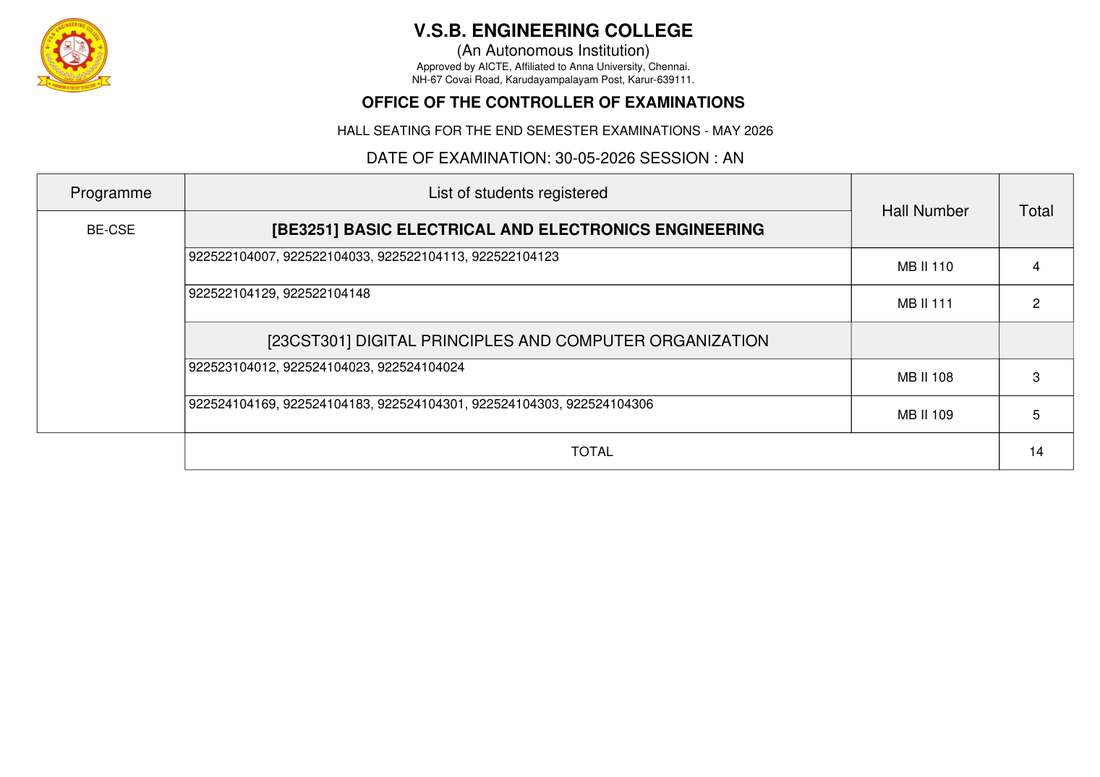 V.S.B. ENGINEERING COLLEGE
(An Autonomous Institution)
Approved by AICTE, Affiliated to Anna University, Chennai.
NH-67 Covai Road, Karudayampalayam Post, Karur-639111.
OFFICE OF THE CONTROLLER OF EXAMINATIONS
HALL SEATING FOR THE END SEMESTER EXAMINATIONS - MAY 2026
DATE OF EXAMINATION: 30-05-2026 SESSION : AN
Programme List of students registered Hall Number Total
BE-CSE [BE3251] BASIC ELECTRICAL AND ELECTRONICS ENGINEERING
922522104007, 922522104033, 922522104113, 922522104123 MB II 110 4
922522104129, 922522104148 MB II 111 2
[23CST301] DIGITAL PRINCIPLES AND COMPUTER ORGANIZATION
922523104012, 922524104023, 922524104024 MB II 108 3
922524104169, 922524104183, 922524104301, 922524104303, 922524104306 MB II 109 5
TOTAL 14